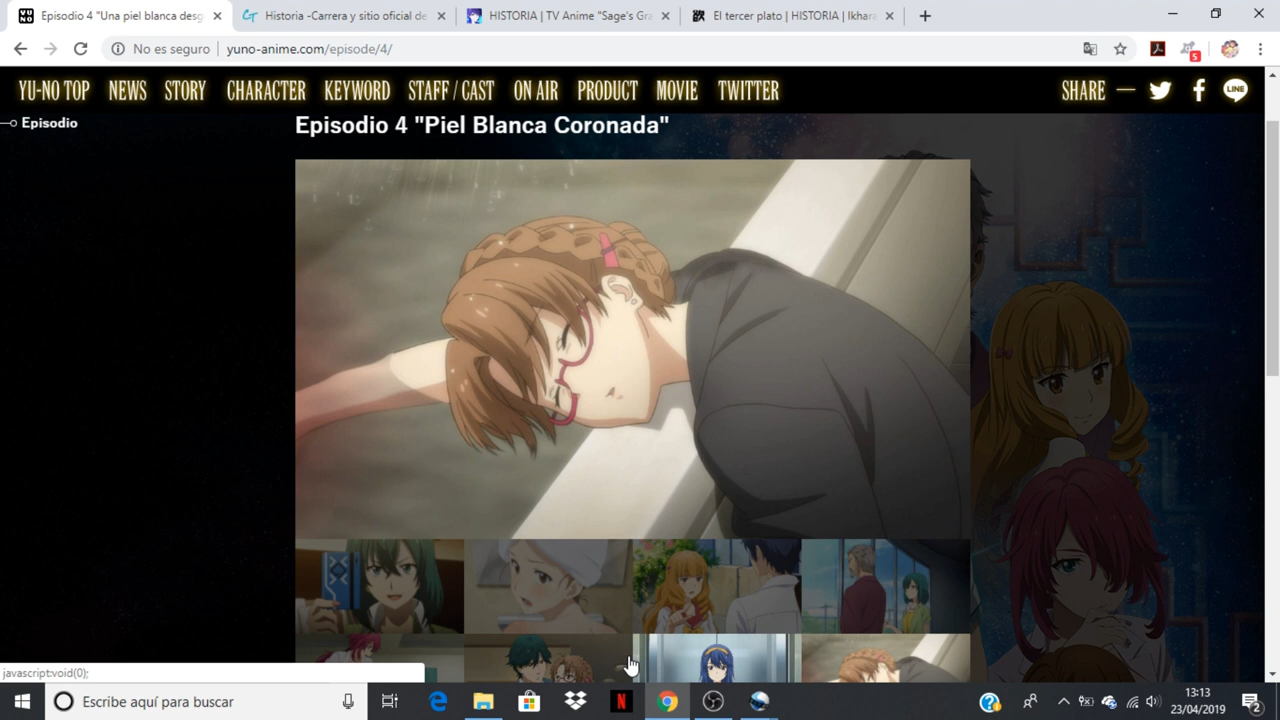 Episodio 4 "Una piel blanca desg
Historia -Carrera y sitio oficial de
HISTORIA | TV Anime "Sage's Gra
El tercer plato | HISTORIA | Ikhara
No es seguro
yuno-anime.com/episode/4/
5
YU-NO TOP NEWS STORY CHARACTER KEYWORD STAFF / CAST ON AIR PRODUCT MOVIE TWITTER SHARE LINE
Episodio
Episodio 4 "Piel Blanca Coronada"
javascript:void(0);
Escribe aquí para buscar
13:13
23/04/2019
2